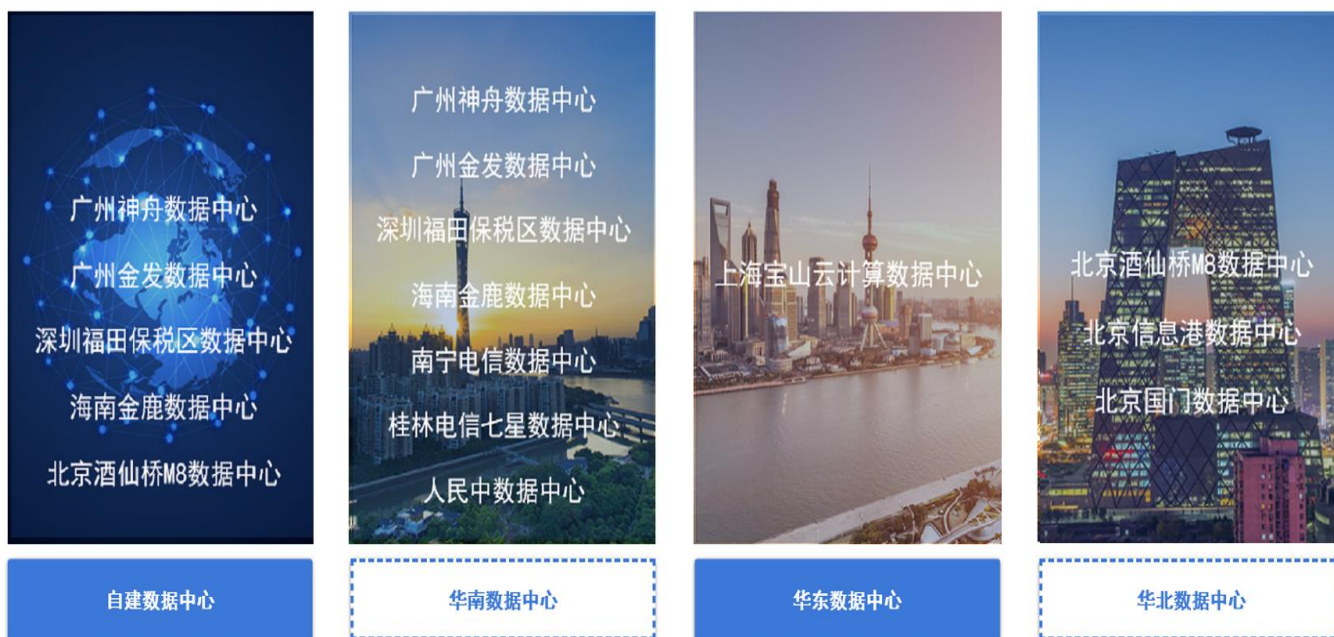 广州神舟数据中心
广州金发数据中心
深圳福田保税区数据中心
海南金鹿数据中心
北京酒仙桥M8数据中心
自建数据中心
广州神舟数据中心
广州金发数据中心
深圳福田保税区数据中心
海南金鹿数据中心
南宁电信数据中心
桂林电信七星数据中心
人民中数据中心
华南数据中心
上海宝山云计算数据中心
华东数据中心
北京酒仙桥M8数据中心
北京信息港数据中心
北京国门数据中心
华北数据中心